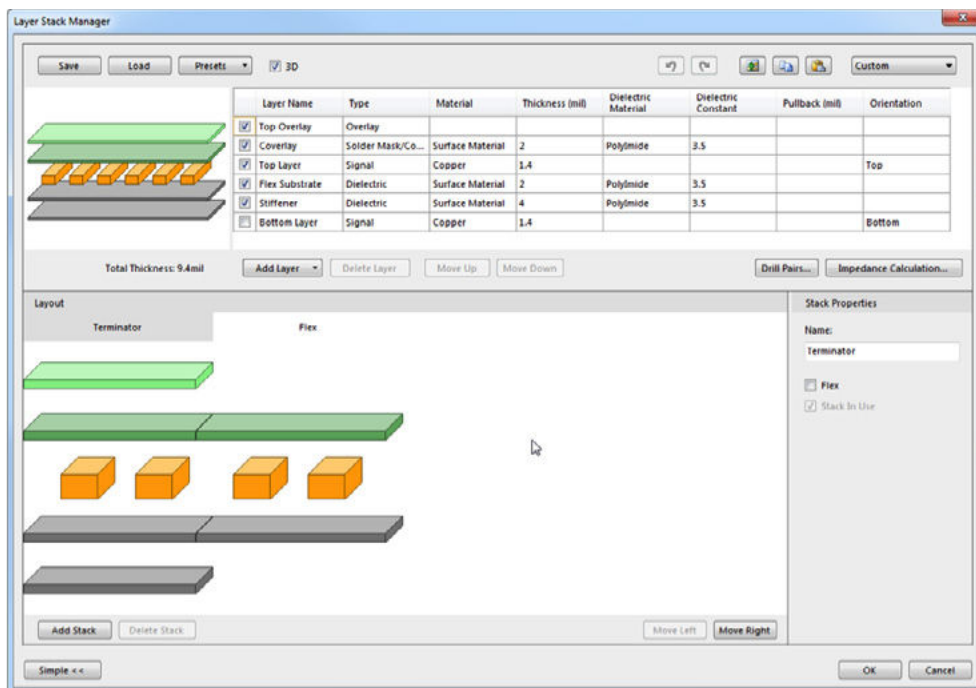 Layer Stack Manager
Save Load Presets 3D Custom
Layer Name Type Material Thickness (mil) Dielectric Material Dielectric Constant Pullback (mil) Orientation
Top Overlay Overlay
Coverlay Solder Mask/Co... Surface Material 2 PolyImide 3.5
Top Layer Signal Copper 1.4 Top
Flex Substrate Dielectric Surface Material 2 PolyImide 3.5
Stiffener Dielectric Surface Material 4 PolyImide 3.5
Bottom Layer Signal Copper 1.4 Bottom
Total Thickness: 9.4mil Add Layer Delete Layer Move Up Move Down Drill Pairs... Impedance Calculation...
Layout Stack Properties
Terminator Flex
Name:
Terminator
Flex
Stack In Use
Add Stack Delete Stack Move Left Move Right
Simple << OK Cancel